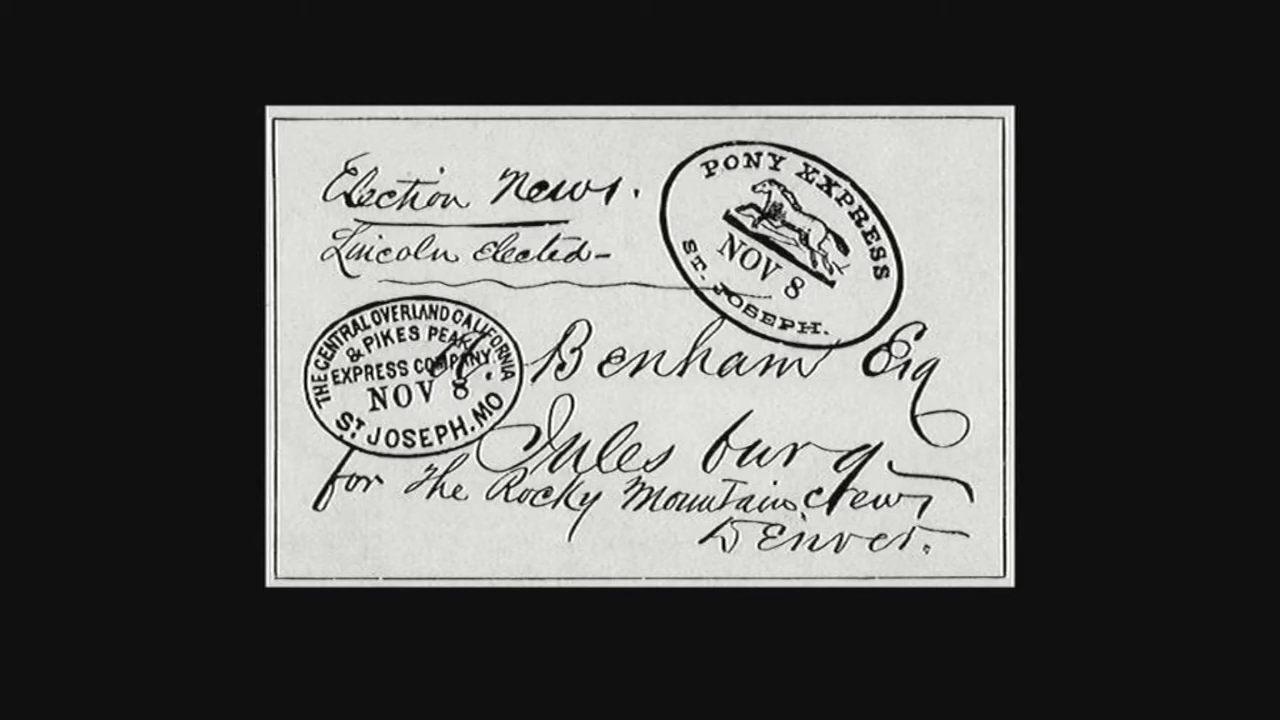 Election News.
Lincoln Elected-
PONY EXPRESS
NOV 8
ST. JOSEPH.
THE CENTRAL OVERLAND CALIFORNIA
& PIKES PEAK
EXPRESS COMPANY.
NOV 8
ST JOSEPH. MO
A. Benham Esq
Julesburg
for The Rocky Mountain News
Denver.